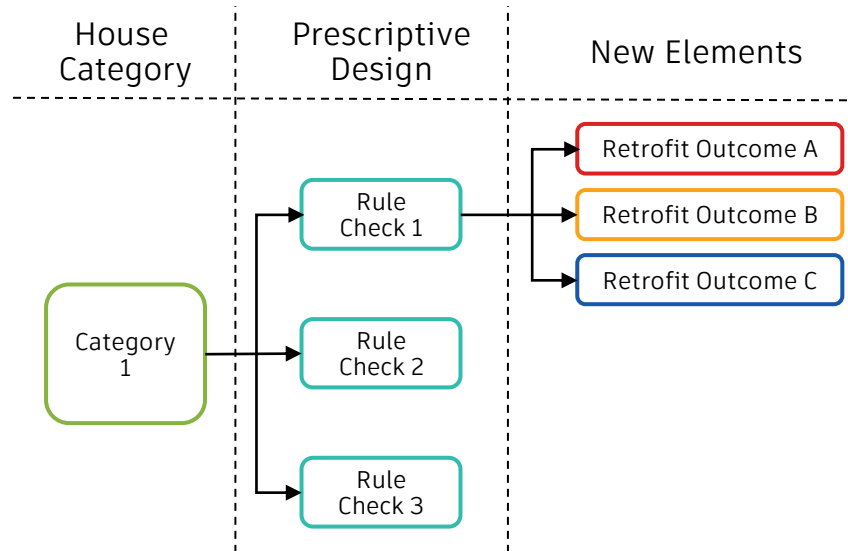 House
Category
Prescriptive
Design
New Elements
Category
1
Rule
Check 1
Rule
Check 2
Rule
Check 3
Retrofit Outcome A
Retrofit Outcome B
Retrofit Outcome C